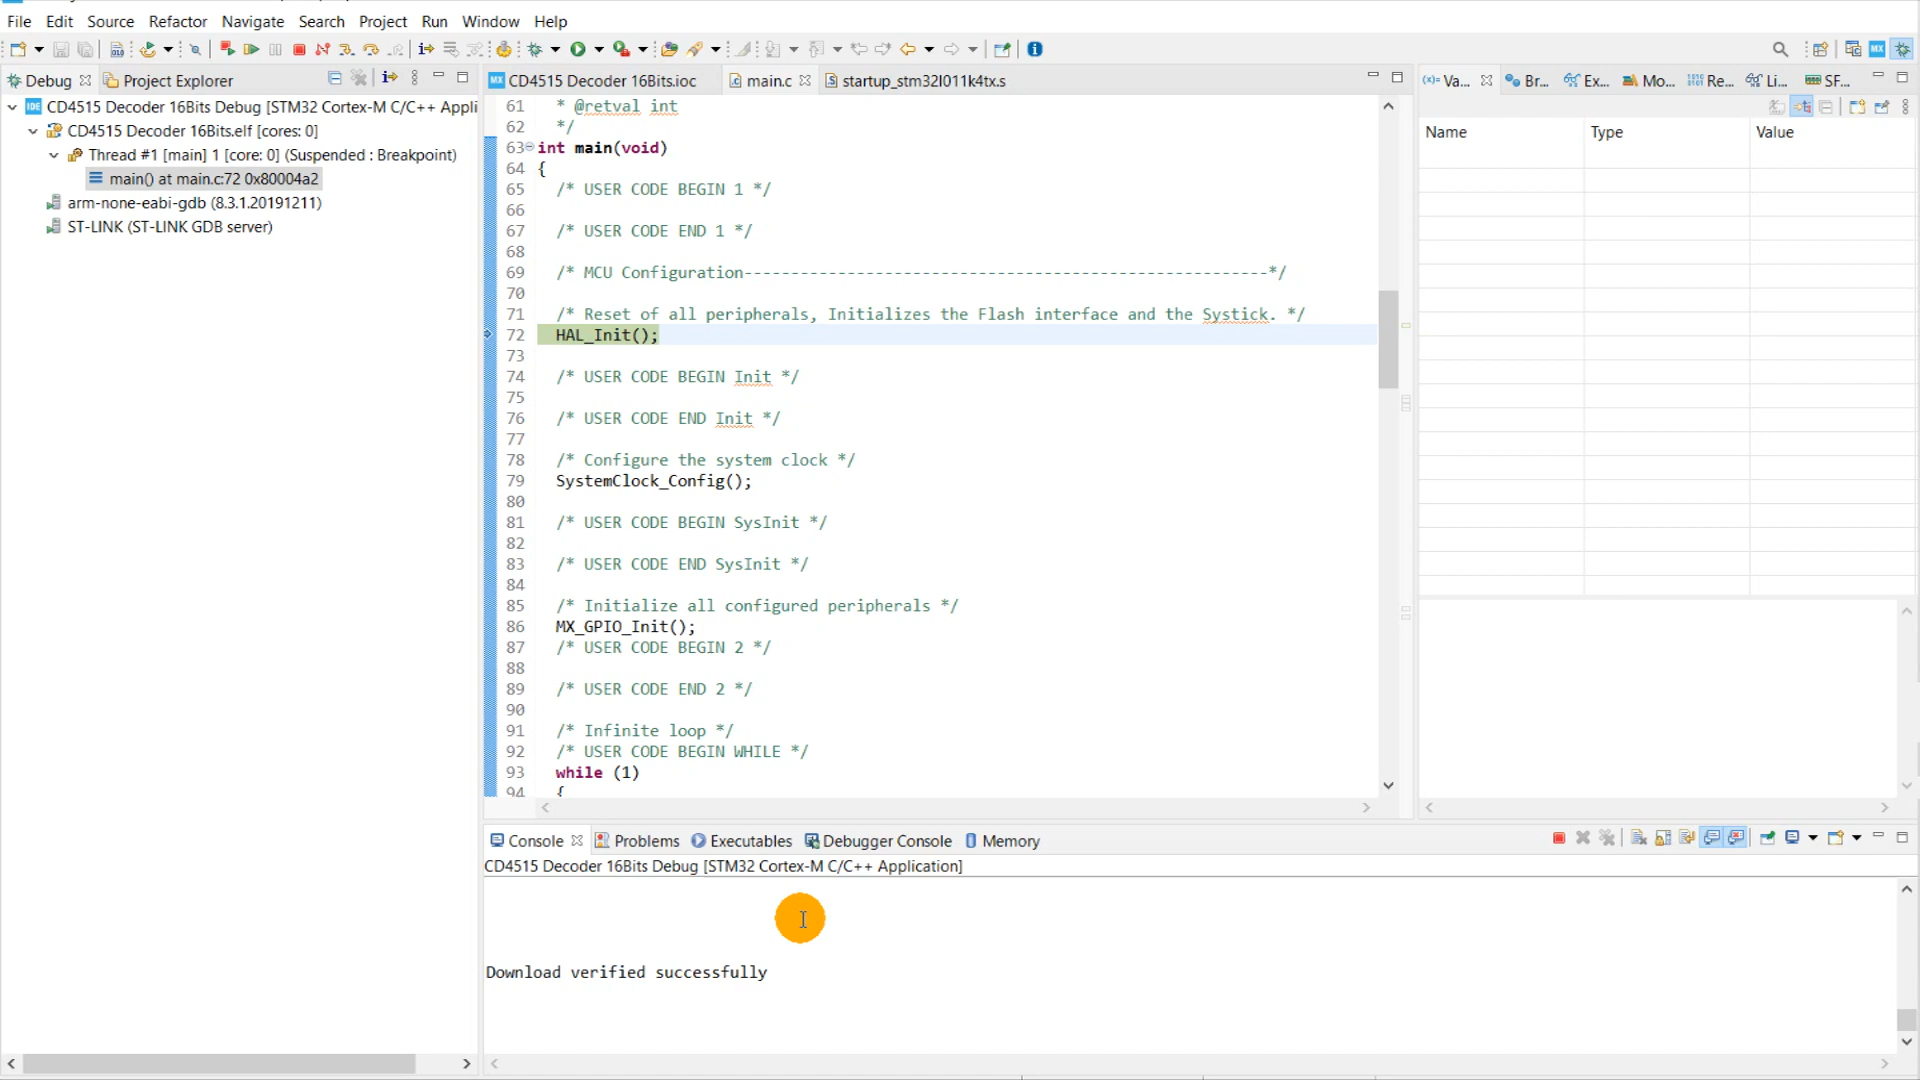 File Edit Source Refactor Navigate Search Project Run Window Help
Debug Project Explorer
CD4515 Decoder 16Bits Debug [STM32 Cortex-M C/C++ Appli
CD4515 Decoder 16Bits.elf [cores: 0]
Thread #1 [main] 1 [core: 0] (Suspended : Breakpoint)
main() at main.c:72 0x80004a2
arm-none-eabi-gdb (8.3.1.20191211)
ST-LINK (ST-LINK GDB server)
CD4515 Decoder 16Bits.ioc main.c startup_stm32l011k4tx.s
61 * @retval int
62 */
63 int main(void)
64 {
65 /* USER CODE BEGIN 1 */
66
67 /* USER CODE END 1 */
68
69 /* MCU Configuration--------------------------------------------------------*/
70
71 /* Reset of all peripherals, Initializes the Flash interface and the Systick. */
72 HAL_Init();
73
74 /* USER CODE BEGIN Init */
75
76 /* USER CODE END Init */
77
78 /* Configure the system clock */
79 SystemClock_Config();
80
81 /* USER CODE BEGIN SysInit */
82
83 /* USER CODE END SysInit */
84
85 /* Initialize all configured peripherals */
86 MX_GPIO_Init();
87 /* USER CODE BEGIN 2 */
88
89 /* USER CODE END 2 */
90
91 /* Infinite loop */
92 /* USER CODE BEGIN WHILE */
93 while (1)
94 {
(x)= Va... Br... Ex... Mo... Re... Li... SF...
Name Type Value
Console Problems Executables Debugger Console Memory
CD4515 Decoder 16Bits Debug [STM32 Cortex-M C/C++ Application]
Download verified successfully